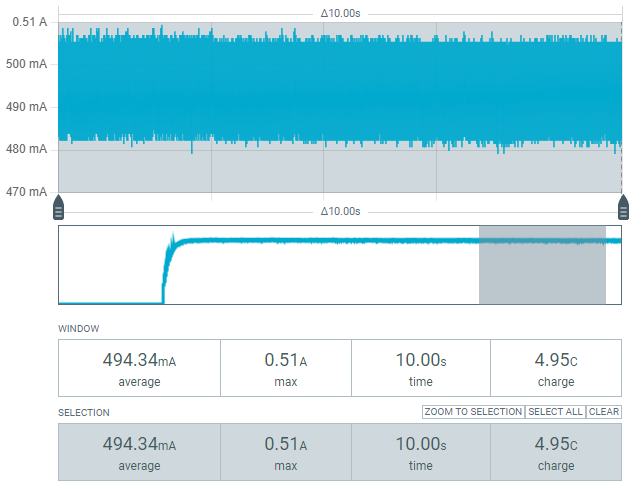 Δ10.00s
0.51 A
500 mA
490 mA
480 mA
470 mA
Δ10.00s
WINDOW
494.34mA 0.51A 10.00s 4.95C
average max time charge
SELECTION ZOOM TO SELECTION SELECT ALL CLEAR
494.34mA 0.51A 10.00s 4.95C
average max time charge